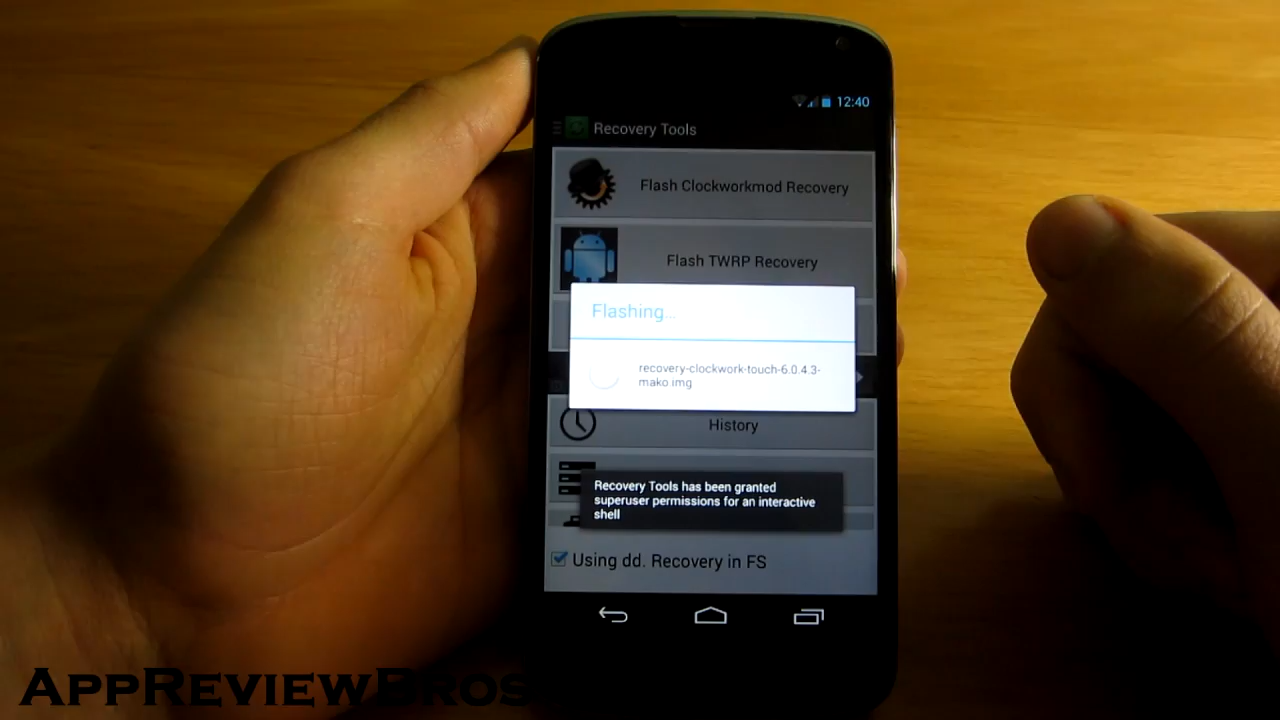 12:40
Recovery Tools
Flash Clockworkmod Recovery
Flash TWRP Recovery
Flashing...
recovery-clockwork-touch-6.0.4.3-
mako.img
History
Recovery Tools has been granted
superuser permissions for an interactive
shell
Using dd. Recovery in FS
AppReviewBros